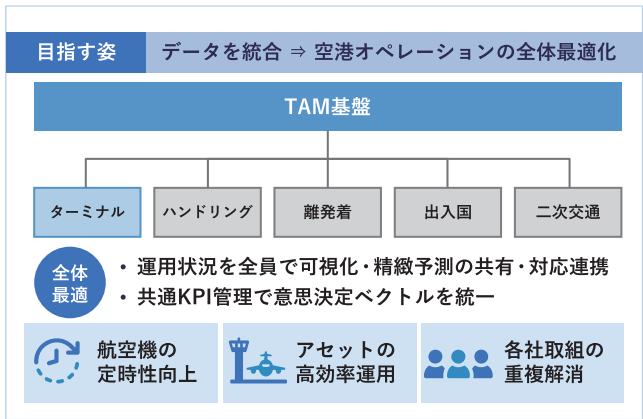 目指す姿
データを統合 ⇒ 空港オペレーションの全体最適化
TAM基盤
ターミナル
ハンドリング
離発着
出入国
二次交通
全体
最適
・運用状況を全員で可視化・精緻予測の共有・対応連携
・共通KPI管理で意思決定ベクトルを統一
航空機の
定時性向上
アセットの
高効率運用
各社取組の
重複解消